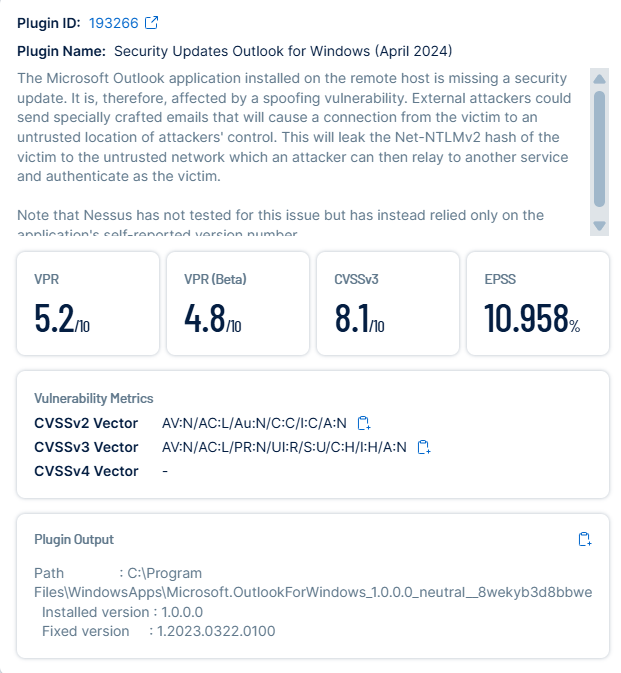 Plugin ID: 193266
Plugin Name: Security Updates Outlook for Windows (April 2024)
The Microsoft Outlook application installed on the remote host is missing a security
update. It is, therefore, affected by a spoofing vulnerability. External attackers could
send specially crafted emails that will cause a connection from the victim to an
untrusted location of attackers' control. This will leak the Net-NTLMv2 hash of the
victim to the untrusted network which an attacker can then relay to another service
and authenticate as the victim.
Note that Nessus has not tested for this issue but has instead relied only on the
application's self-reported version number.
VPR
5.2/10
VPR (Beta)
4.8/10
CVSSv3
8.1/10
EPSS
10.958%
Vulnerability Metrics
CVSSv2 Vector AV:N/AC:L/Au:N/C:C/I:C/A:N
CVSSv3 Vector AV:N/AC:L/PR:N/UI:R/S:U/C:H/I:H/A:N
CVSSv4 Vector -
Plugin Output
Path : C:\Program
Files\WindowsApps\Microsoft.OutlookForWindows_1.0.0.0_neutral__8wekyb3d8bbwe
Installed version : 1.0.0.0
Fixed version : 1.2023.0322.0100